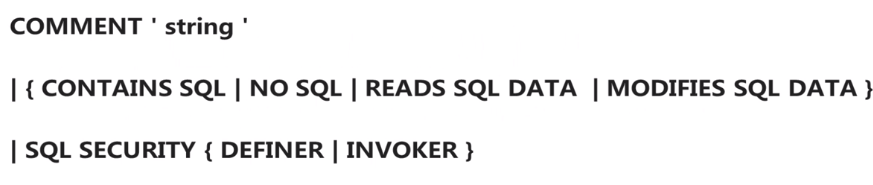 COMMENT ' string '
| { CONTAINS SQL | NO SQL | READS SQL DATA | MODIFIES SQL DATA }
| SQL SECURITY { DEFINER | INVOKER }